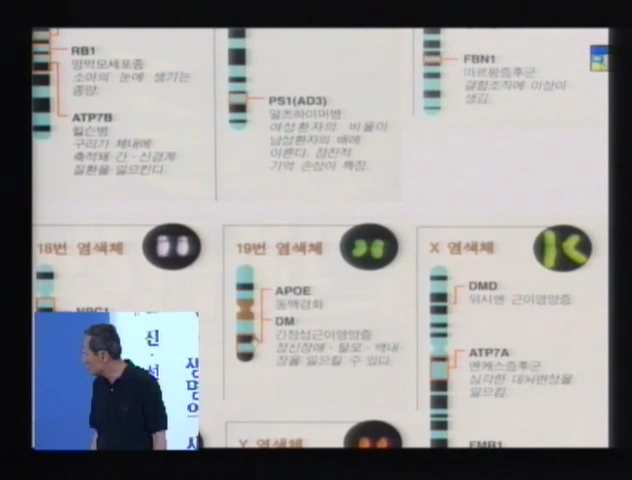 RB1
망막모세포종
소아의 눈에 생기는
종양.
ATP7B
윌슨병
구리가 체내에
축적돼 간·신경계
질환을 일으킨다.
PS1(AD3)
알츠하이머병
여성환자의 비율이
남성환자의 배에
이른다. 점진적
기억 손상이 특징.
FBN1
마르팡증후군
결합조직에 이상이
생김.
18번 염색체
NPC1
19번 염색체
APOE
동맥경화
DM
긴장성근이영양증
정신장애·탈모·백내
장을 일으킬 수 있다.
X 염색체
DMD
뒤시엔 근이영양증
ATP7A
멘케스증후군
심각한 대뇌변성을
일으킴.
FMR1
Y 염색체
신·선
생명의